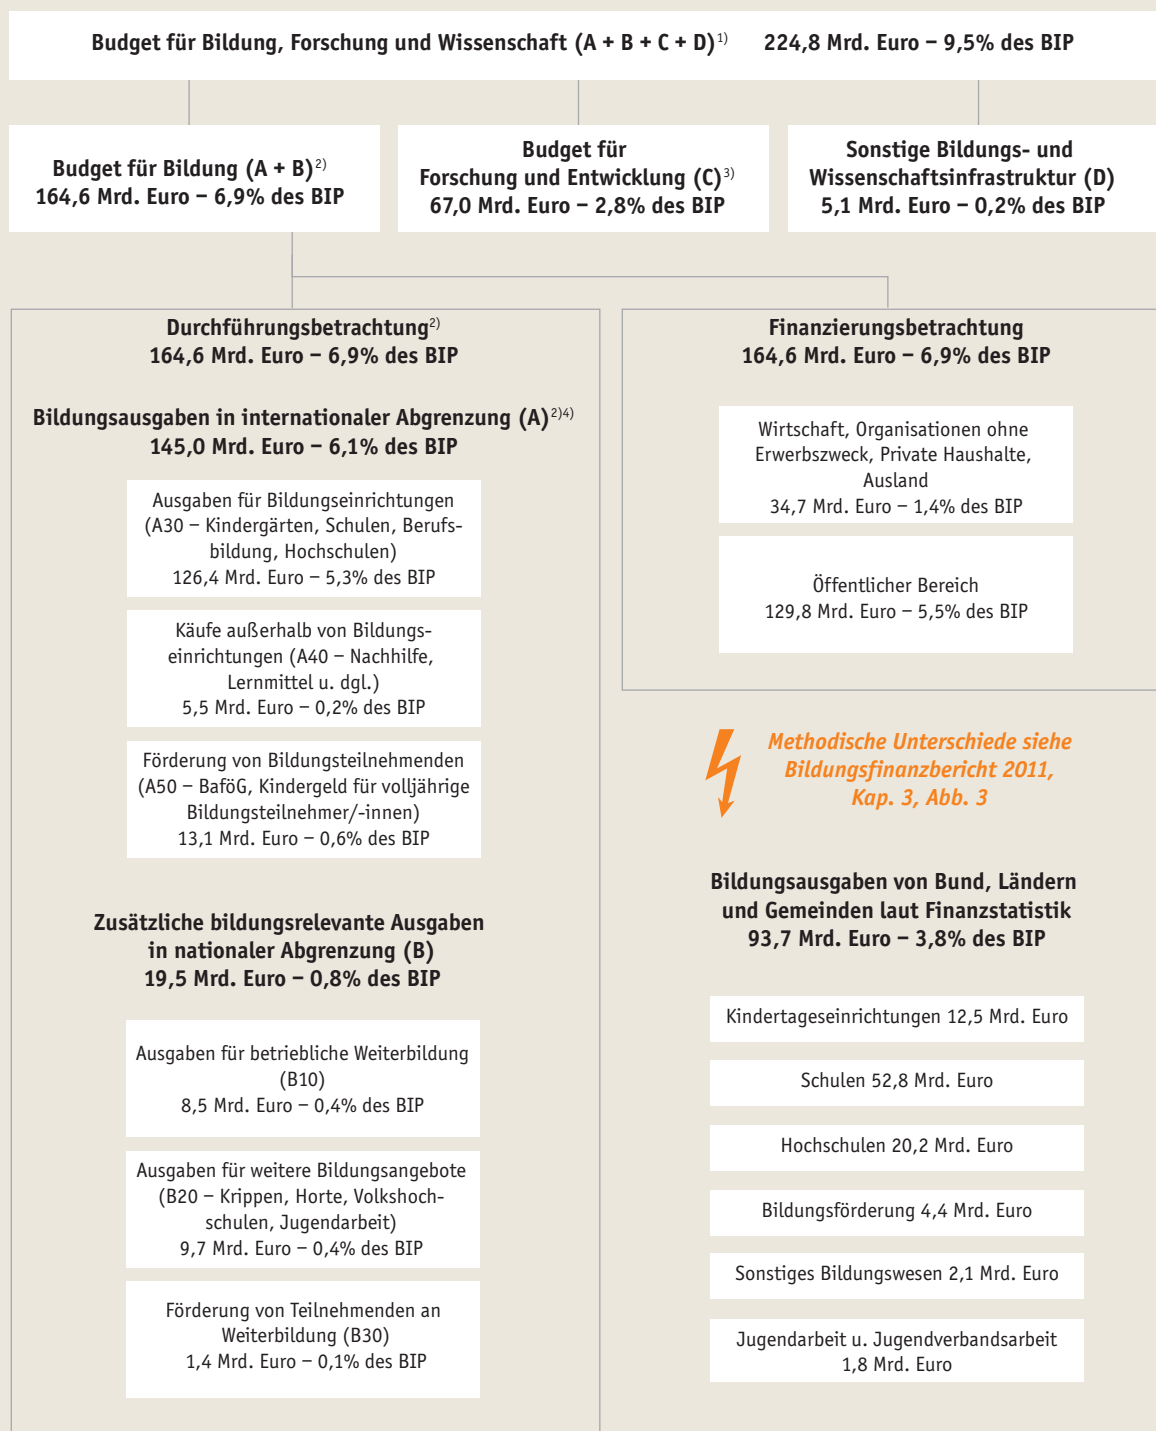 Budget für Bildung, Forschung und Wissenschaft (A + B + C + D)1) 224,8 Mrd. Euro – 9,5% des BIP
Budget für Bildung (A + B)2)
164,6 Mrd. Euro – 6,9% des BIP
Budget für
Forschung und Entwicklung (C)3)
67,0 Mrd. Euro – 2,8% des BIP
Sonstige Bildungs- und
Wissenschaftsinfrastruktur (D)
5,1 Mrd. Euro – 0,2% des BIP
Durchführungsbetrachtung2)
164,6 Mrd. Euro – 6,9% des BIP
Bildungsausgaben in internationaler Abgrenzung (A)2)4)
145,0 Mrd. Euro – 6,1% des BIP
Ausgaben für Bildungseinrichtungen
(A30 – Kindergärten, Schulen, Berufs-
bildung, Hochschulen)
126,4 Mrd. Euro – 5,3% des BIP
Käufe außerhalb von Bildungs-
einrichtungen (A40 – Nachhilfe,
Lernmittel u. dgl.)
5,5 Mrd. Euro – 0,2% des BIP
Förderung von Bildungsteilnehmenden
(A50 – BaföG, Kindergeld für volljährige
Bildungsteilnehmer/-innen)
13,1 Mrd. Euro – 0,6% des BIP
Zusätzliche bildungsrelevante Ausgaben
in nationaler Abgrenzung (B)
19,5 Mrd. Euro – 0,8% des BIP
Ausgaben für betriebliche Weiterbildung
(B10)
8,5 Mrd. Euro – 0,4% des BIP
Ausgaben für weitere Bildungsangebote
(B20 – Krippen, Horte, Volkshoch-
schulen, Jugendarbeit)
9,7 Mrd. Euro – 0,4% des BIP
Förderung von Teilnehmenden an
Weiterbildung (B30)
1,4 Mrd. Euro – 0,1% des BIP
Finanzierungsbetrachtung
164,6 Mrd. Euro – 6,9% des BIP
Wirtschaft, Organisationen ohne
Erwerbszweck, Private Haushalte,
Ausland
34,7 Mrd. Euro – 1,4% des BIP
Öffentlicher Bereich
129,8 Mrd. Euro – 5,5% des BIP
Methodische Unterschiede siehe
Bildungsfinanzbericht 2011,
Kap. 3, Abb. 3
Bildungsausgaben von Bund, Ländern
und Gemeinden laut Finanzstatistik
93,7 Mrd. Euro – 3,8% des BIP
Kindertageseinrichtungen 12,5 Mrd. Euro
Schulen 52,8 Mrd. Euro
Hochschulen 20,2 Mrd. Euro
Bildungsförderung 4,4 Mrd. Euro
Sonstiges Bildungswesen 2,1 Mrd. Euro
Jugendarbeit u. Jugendverbandsarbeit
1,8 Mrd. Euro